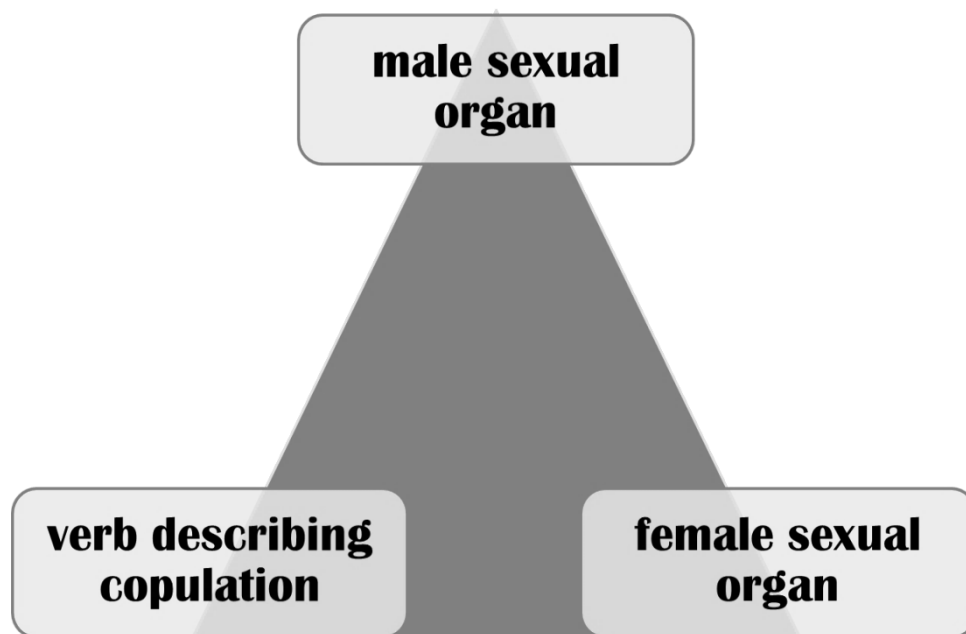 male sexual
organ
verb describing
copulation
female sexual
organ